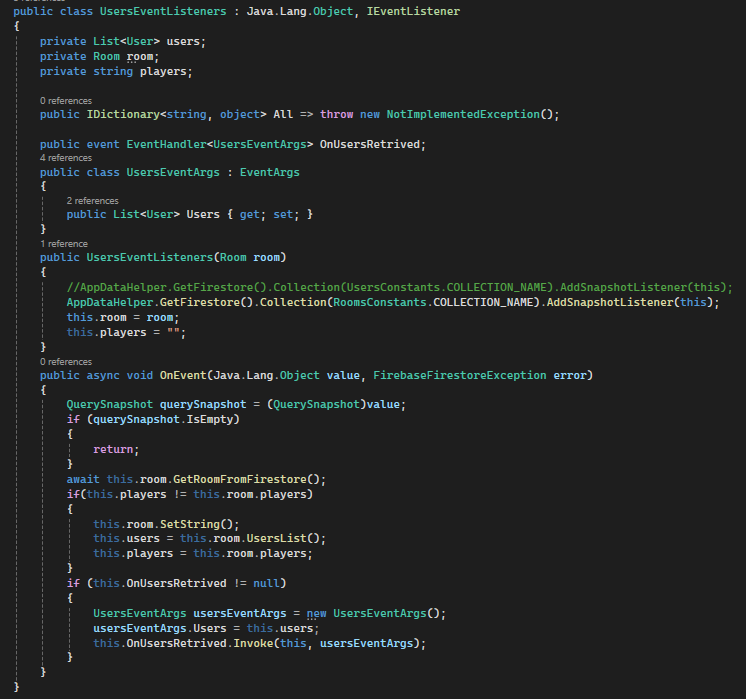 public class UsersEventListeners : Java.Lang.Object, IEventListener
{
private List<User> users;
private Room room;
private string players;
0 references
public IDictionary<string, object> All => throw new NotImplementedException();
public event EventHandler<UsersEventArgs> OnUsersRetrived;
4 references
public class UsersEventArgs : EventArgs
{
2 references
public List<User> Users { get; set; }
}
1 reference
public UsersEventListeners(Room room)
{
//AppDataHelper.GetFirestore().Collection(UsersConstants.COLLECTION_NAME).AddSnapshotListener(this);
AppDataHelper.GetFirestore().Collection(RoomsConstants.COLLECTION_NAME).AddSnapshotListener(this);
this.room = room;
this.players = "";
}
0 references
public async void OnEvent(Java.Lang.Object value, FirebaseFirestoreException error)
{
QuerySnapshot querySnapshot = (QuerySnapshot)value;
if (querySnapshot.IsEmpty)
{
return;
}
await this.room.GetRoomFromFirestore();
if(this.players != this.room.players)
{
this.room.SetString();
this.users = this.room.UsersList();
this.players = this.room.players;
}
if (this.OnUsersRetrived != null)
{
UsersEventArgs usersEventArgs = new UsersEventArgs();
usersEventArgs.Users = this.users;
this.OnUsersRetrived.Invoke(this, usersEventArgs);
}
}
}